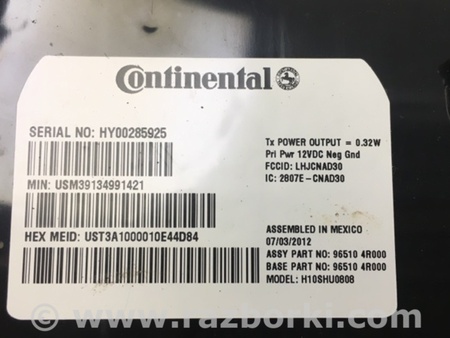 Continental
SERIAL NO: HY00285925
Tx POWER OUTPUT = 0.32W
Pri Pwr 12VDC Neg Gnd
FCCID: LHJCNAD30
IC: 2807E-CNAD30
MIN: USM39134991421
HEX MEID: UST3A1000010E44D84
ASSEMBLED IN MEXICO
07/03/2012
ASSY PART NO: 96510 4R000
BASE PART NO: 96510 4R000
MODEL: H10SHU0808
www.razborki.com